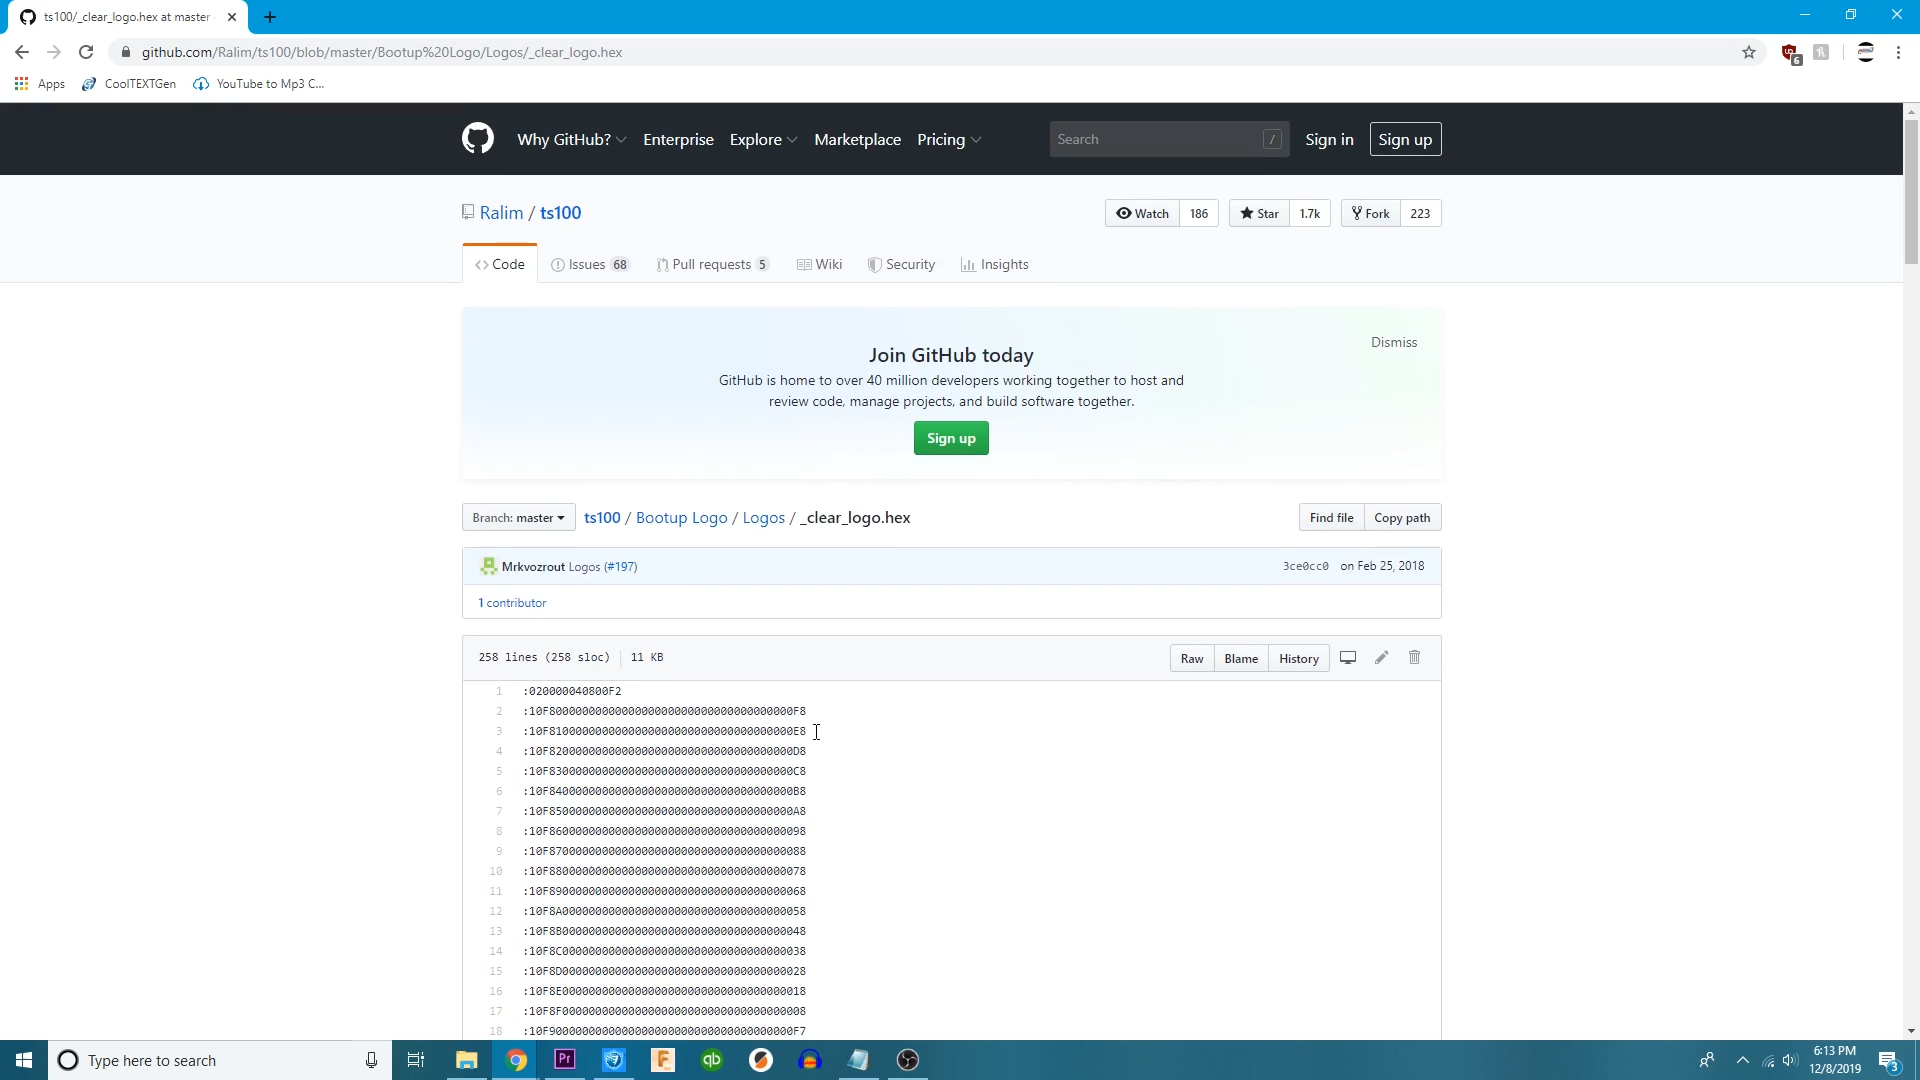 ts100/_clear_logo.hex at master
github.com/Ralim/ts100/blob/master/Bootup%20Logo/Logos/_clear_logo.hex
6
Apps
CoolTEXTGen
YouTube to Mp3 C...
Why GitHub? Enterprise Explore Marketplace Pricing
Search /
Sign in
Sign up
Ralim / ts100
Watch 186
Star 1.7k
Fork 223
Code
Issues 68
Pull requests 5
Wiki
Security
Insights
Dismiss
Join GitHub today
GitHub is home to over 40 million developers working together to host and
review code, manage projects, and build software together.
Sign up
Branch: master
ts100 / Bootup Logo / Logos / _clear_logo.hex
Find file
Copy path
Mrkvozrout Logos (#197)
3ce0cc0 on Feb 25, 2018
1 contributor
258 lines (258 sloc) 11 KB
Raw Blame History
1 :020000040800F2
2 :10F8000000000000000000000000000000000000F8
3 :10F8100000000000000000000000000000000000E8
4 :10F8200000000000000000000000000000000000D8
5 :10F8300000000000000000000000000000000000C8
6 :10F8400000000000000000000000000000000000B8
7 :10F8500000000000000000000000000000000000A8
8 :10F860000000000000000000000000000000000098
9 :10F870000000000000000000000000000000000088
10 :10F880000000000000000000000000000000000078
11 :10F890000000000000000000000000000000000068
12 :10F8A0000000000000000000000000000000000058
13 :10F8B0000000000000000000000000000000000048
14 :10F8C0000000000000000000000000000000000038
15 :10F8D0000000000000000000000000000000000028
16 :10F8E0000000000000000000000000000000000018
17 :10F8F0000000000000000000000000000000000008
18 :10F9000000000000000000000000000000000000F7
Type here to search
Pr
F
qb
6:13 PM
12/8/2019
3